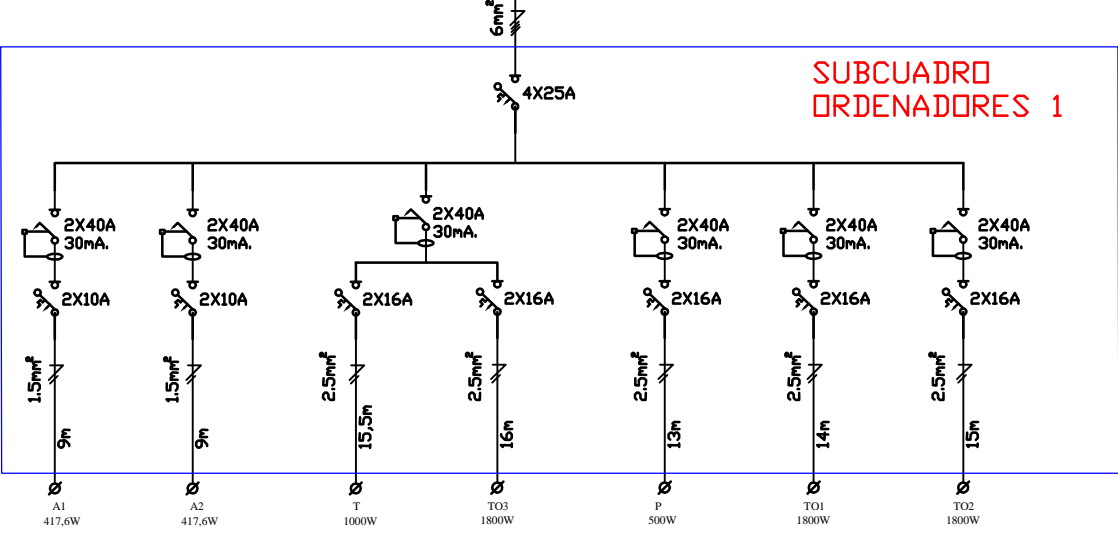 6mm²
4X25A
SUBCUADRO
ORDENADORES 1
2X40A
30mA.
2X40A
30mA.
2X40A
30mA.
2X40A
30mA.
2X40A
30mA.
2X40A
30mA.
2X10A
2X10A
2X16A
2X16A
2X16A
2X16A
2X16A
1.5mm²
1.5mm²
2.5mm²
2.5mm²
2.5mm²
2.5mm²
2.5mm²
9m
9m
15,5m
16m
13m
14m
15m
A1
417,6W
A2
417,6W
T
1000W
TO3
1800W
P
500W
TO1
1800W
TO2
1800W